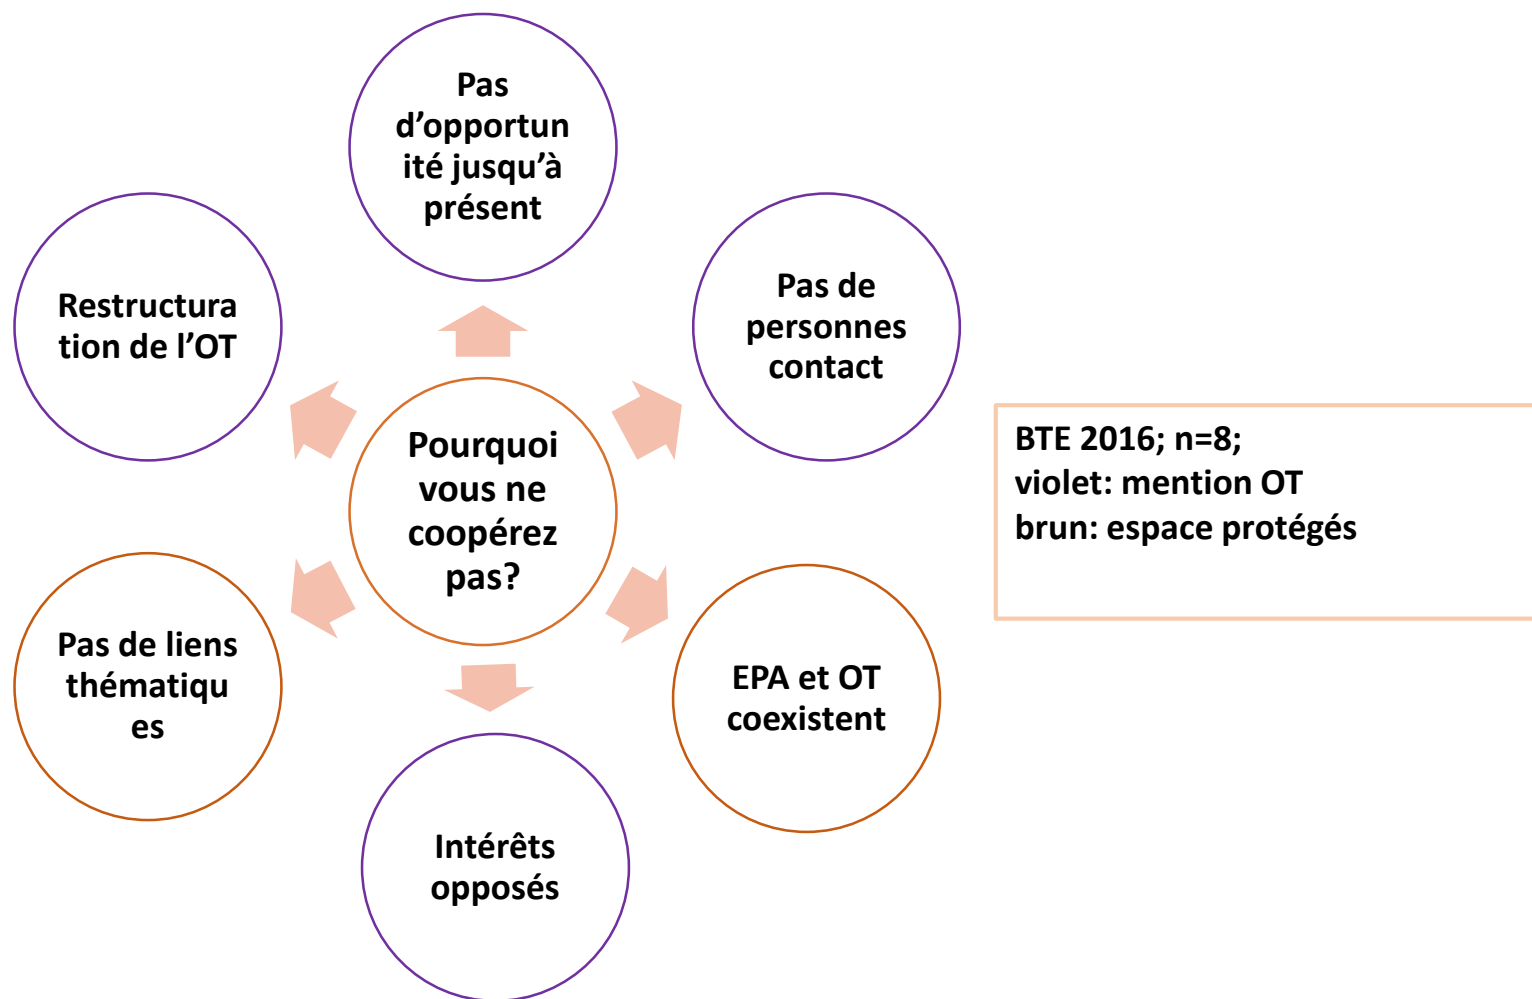 Pas
d’opportun
ité jusqu’à
présent
Pas de
personnes
contact
Restructura
tion de l’OT
Pourquoi
vous ne
coopérez
pas?
BTE 2016; n=8;
violet: mention OT
brun: espace protégés
Pas de liens
thématiqu
es
EPA et OT
coexistent
Intérêts
opposés